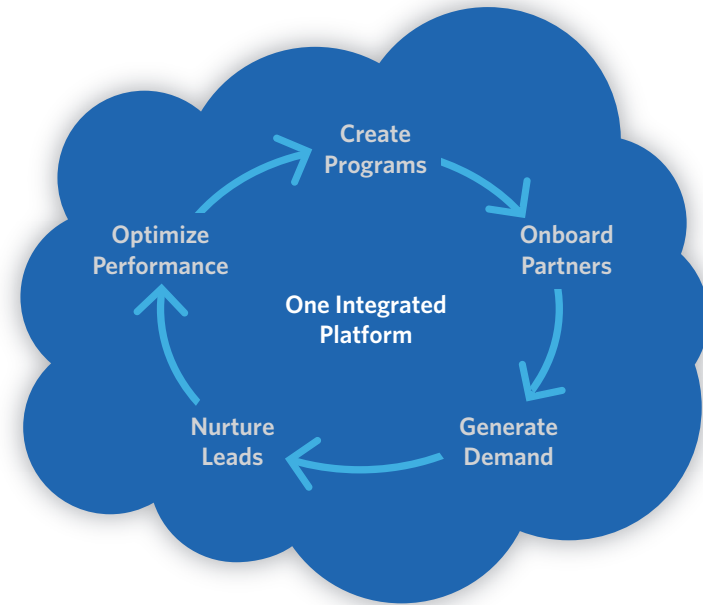 Create
Programs
Onboard
Partners
Generate
Demand
Nurture
Leads
Optimize
Performance
One Integrated
Platform